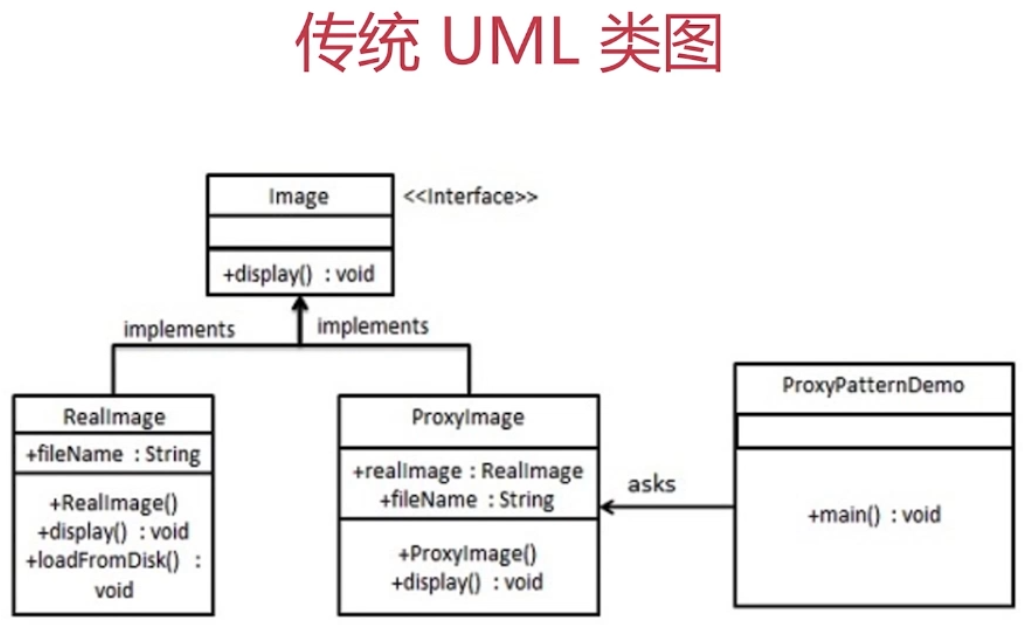 传统 UML 类图
Image
<<Interface>>
+display() : void
implements
implements
RealImage
+fileName : String
+RealImage()
+display() : void
+loadFromDisk() :
void
ProxyImage
+realImage : RealImage
+fileName : String
+ProxyImage()
+display() : void
asks
ProxyPatternDemo
+main() : void